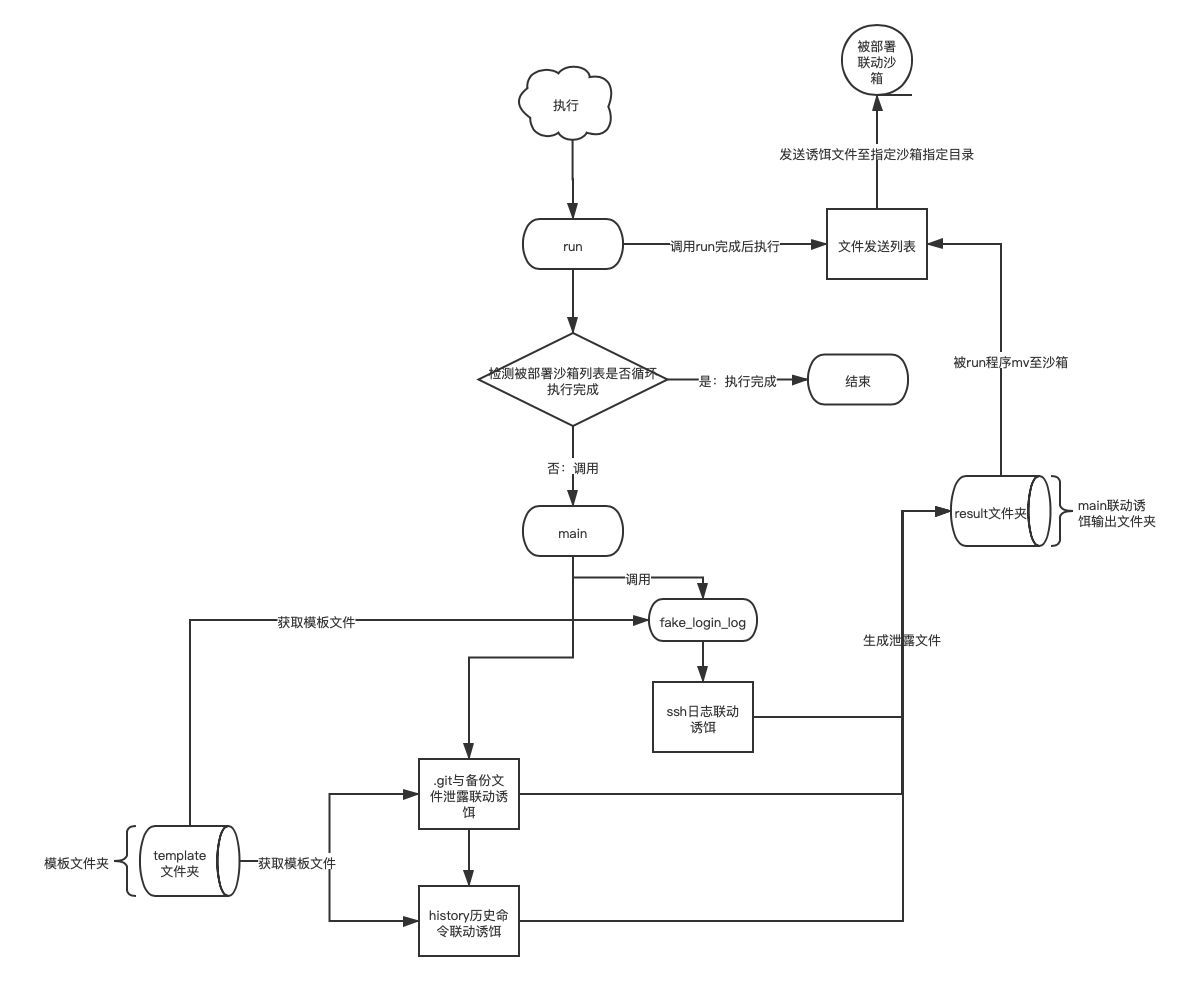 被部署
联动沙
箱
执行
发送诱饵文件至指定沙箱指定目录
run
调用run完成后执行
文件发送列表
被run程序mv至沙箱
检测被部署沙箱列表是否循环
执行完成
是：执行完成
结束
否：调用
main
result文件夹
main联动诱
饵输出文件夹
调用
获取模板文件
fake_login_log
生成泄露文件
ssh日志联动
诱饵
.git与备份文
件泄露联动诱
饵
模板文件夹
template
文件夹
获取模板文件
history历史命
令联动诱饵